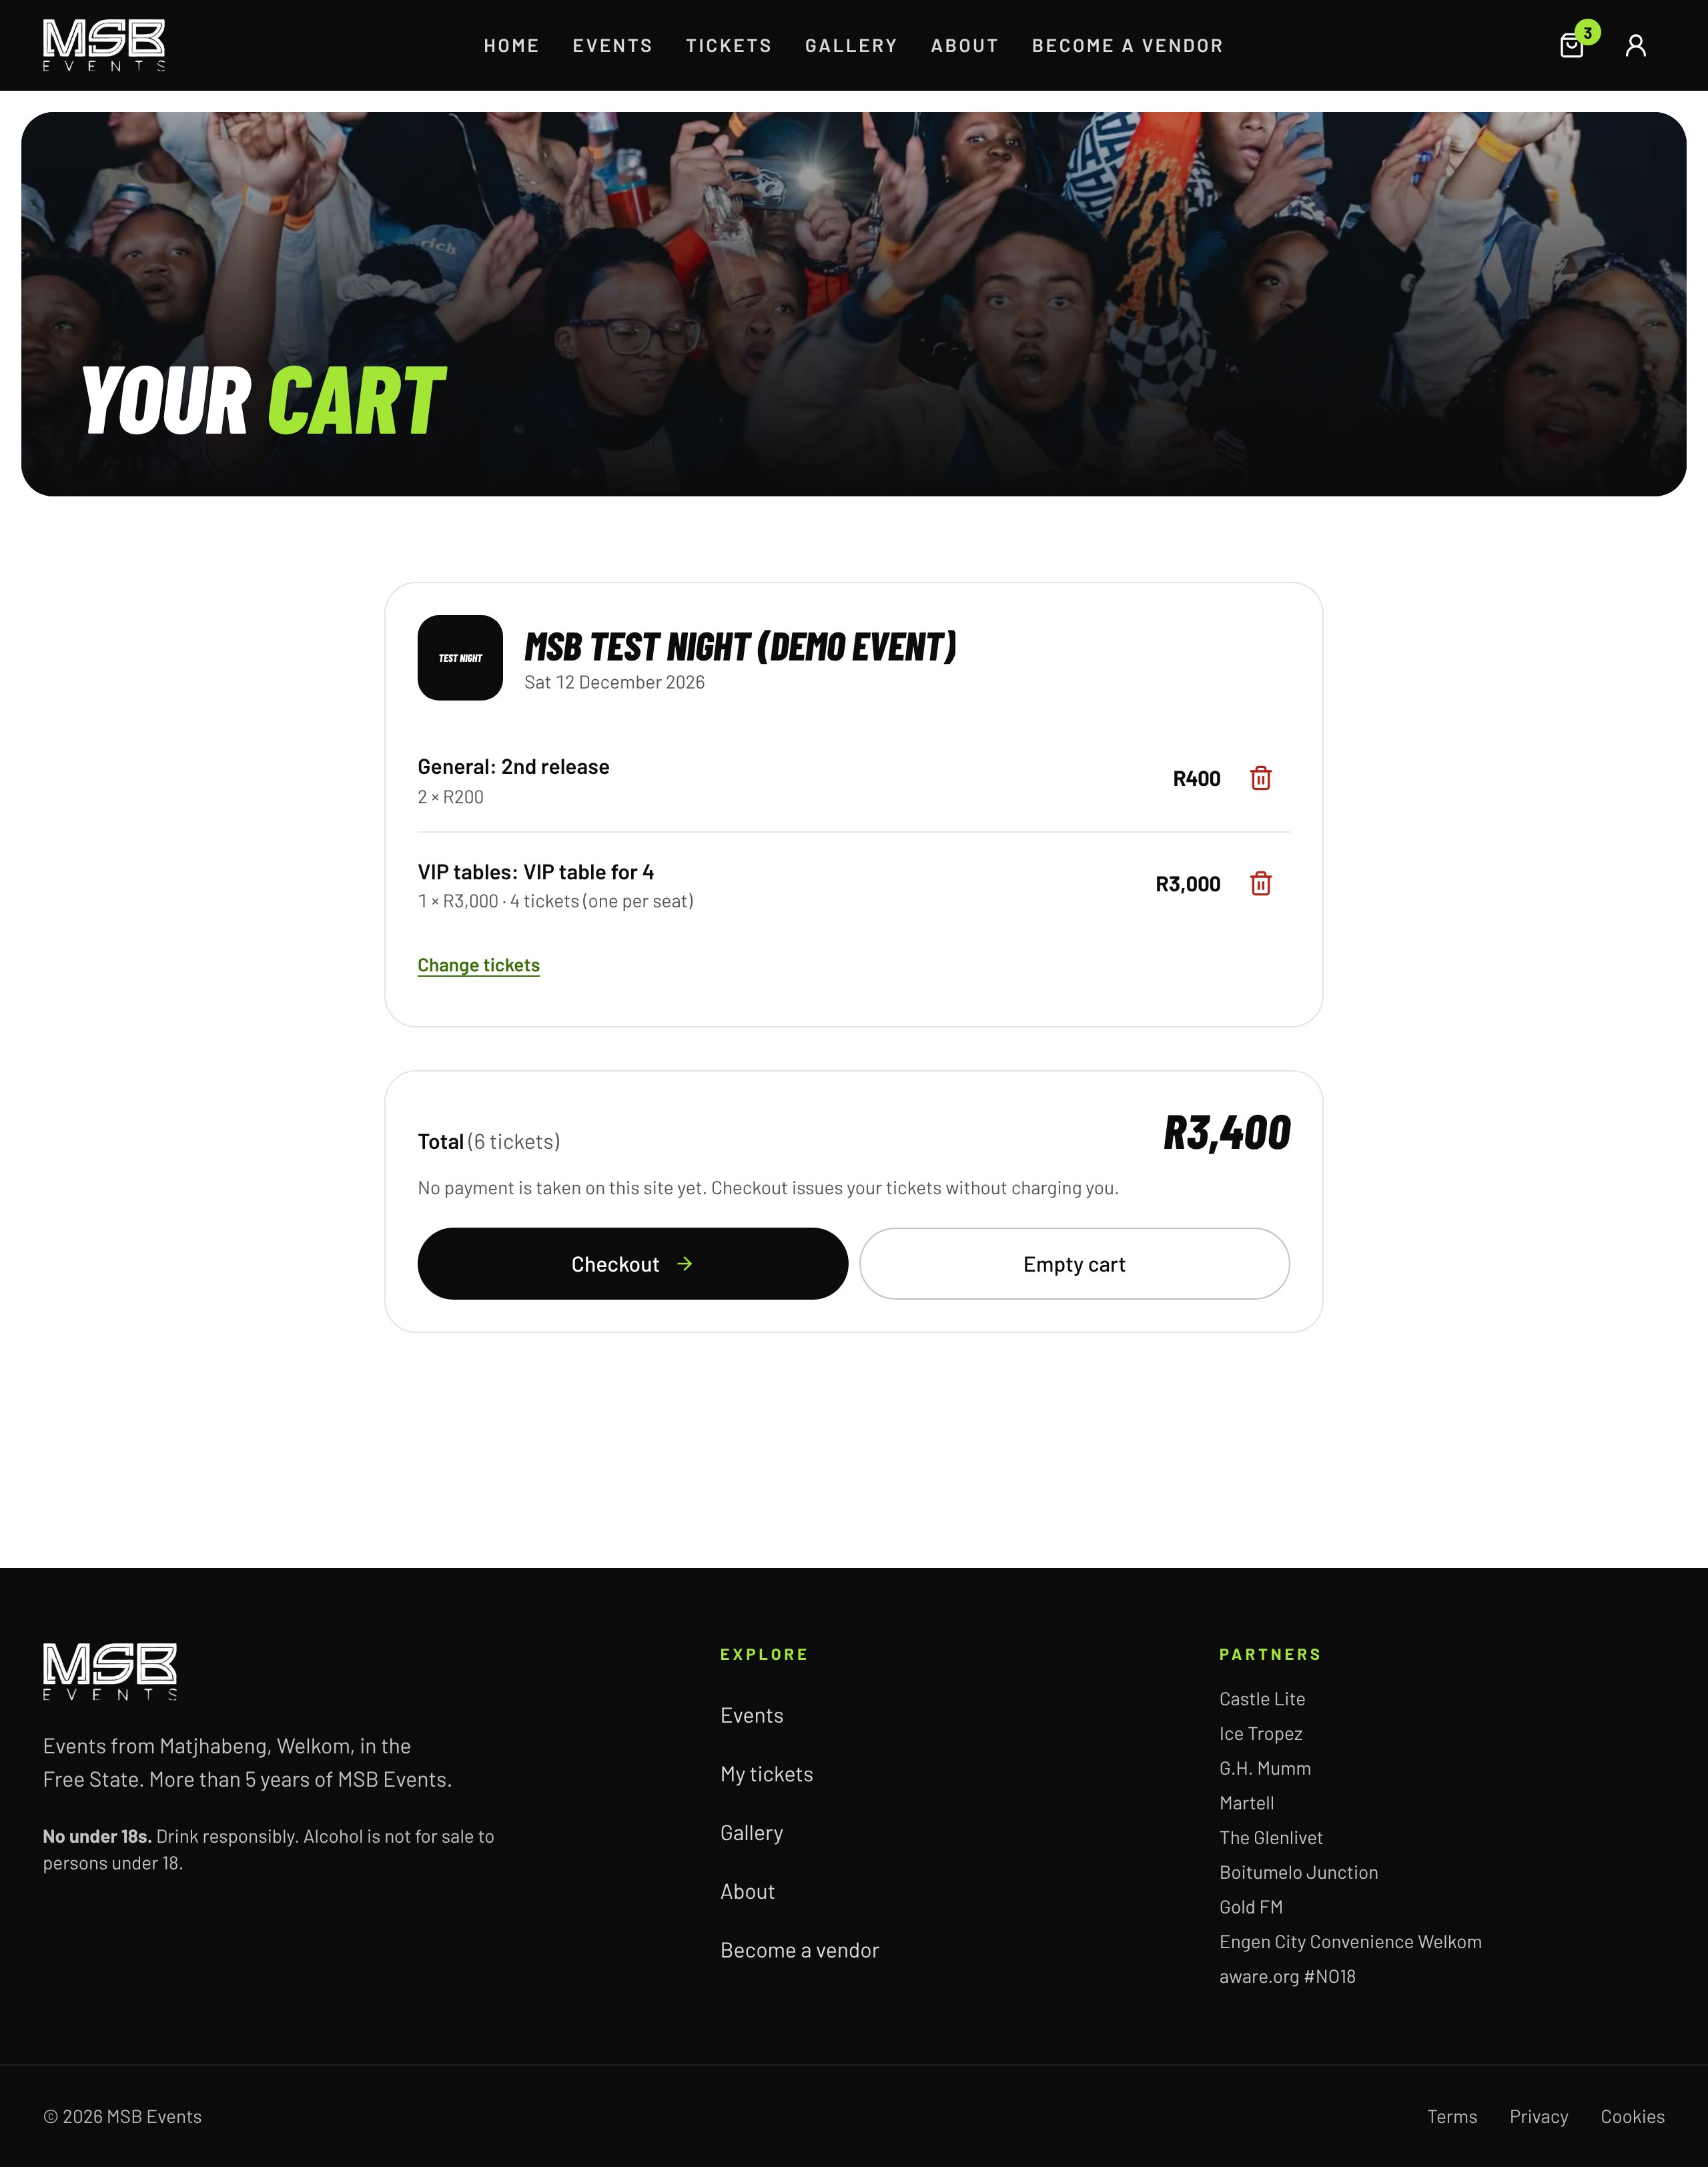 MSB
EVENTS
HOME EVENTS TICKETS GALLERY ABOUT BECOME A VENDOR
3
rich
YOUR CART
TEST NIGHT
MSB TEST NIGHT (DEMO EVENT)
Sat 12 December 2026
General: 2nd release
2 × R200
R400
VIP tables: VIP table for 4
1 × R3,000 · 4 tickets (one per seat)
R3,000
Change tickets
Total (6 tickets)
R3,400
No payment is taken on this site yet. Checkout issues your tickets without charging you.
Checkout →
Empty cart
MSB
EVENTS
Events from Matjhabeng, Welkom, in the
Free State. More than 5 years of MSB Events.
No under 18s. Drink responsibly. Alcohol is not for sale to
persons under 18.
EXPLORE
Events
My tickets
Gallery
About
Become a vendor
PARTNERS
Castle Lite
Ice Tropez
G.H. Mumm
Martell
The Glenlivet
Boitumelo Junction
Gold FM
Engen City Convenience Welkom
aware.org #NO18
© 2026 MSB Events
Terms Privacy Cookies